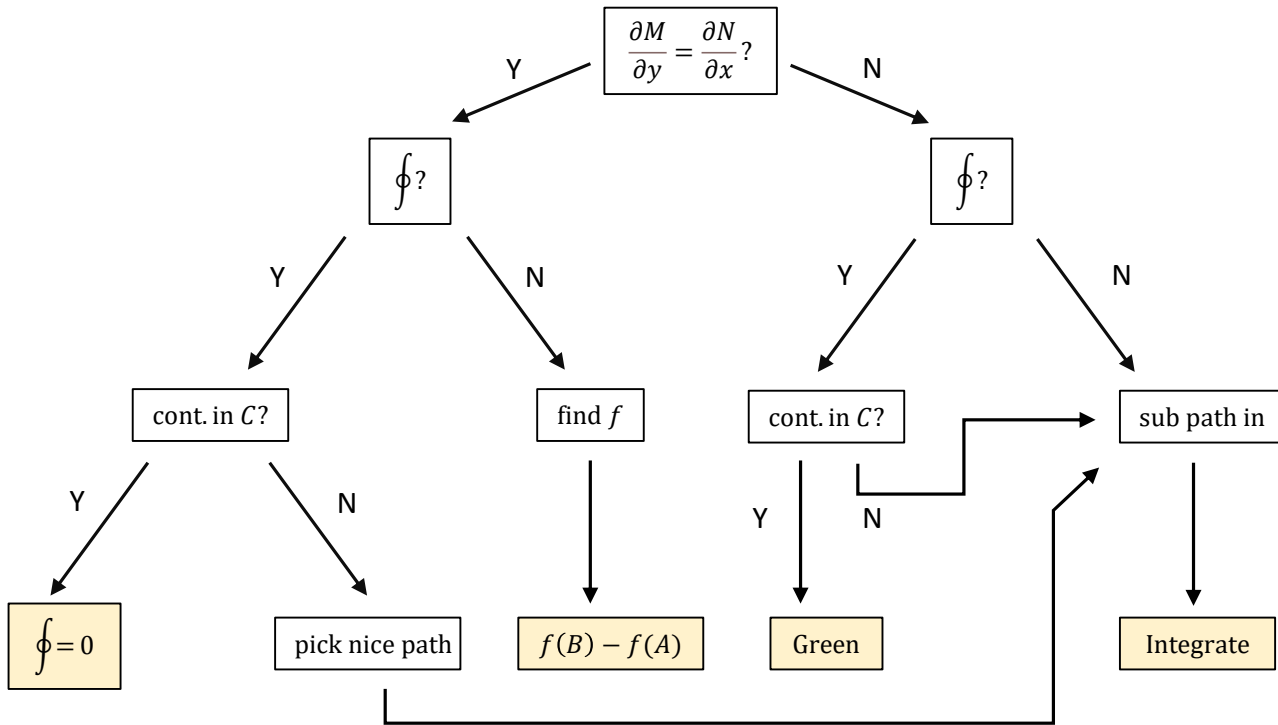 ∂M/∂y = ∂N/∂x ?
Y
N
∮?
∮?
Y
N
Y
N
cont. in C?
find f
cont. in C?
sub path in
Y
N
Y
N
∮ = 0
pick nice path
f(B) − f(A)
Green
Integrate